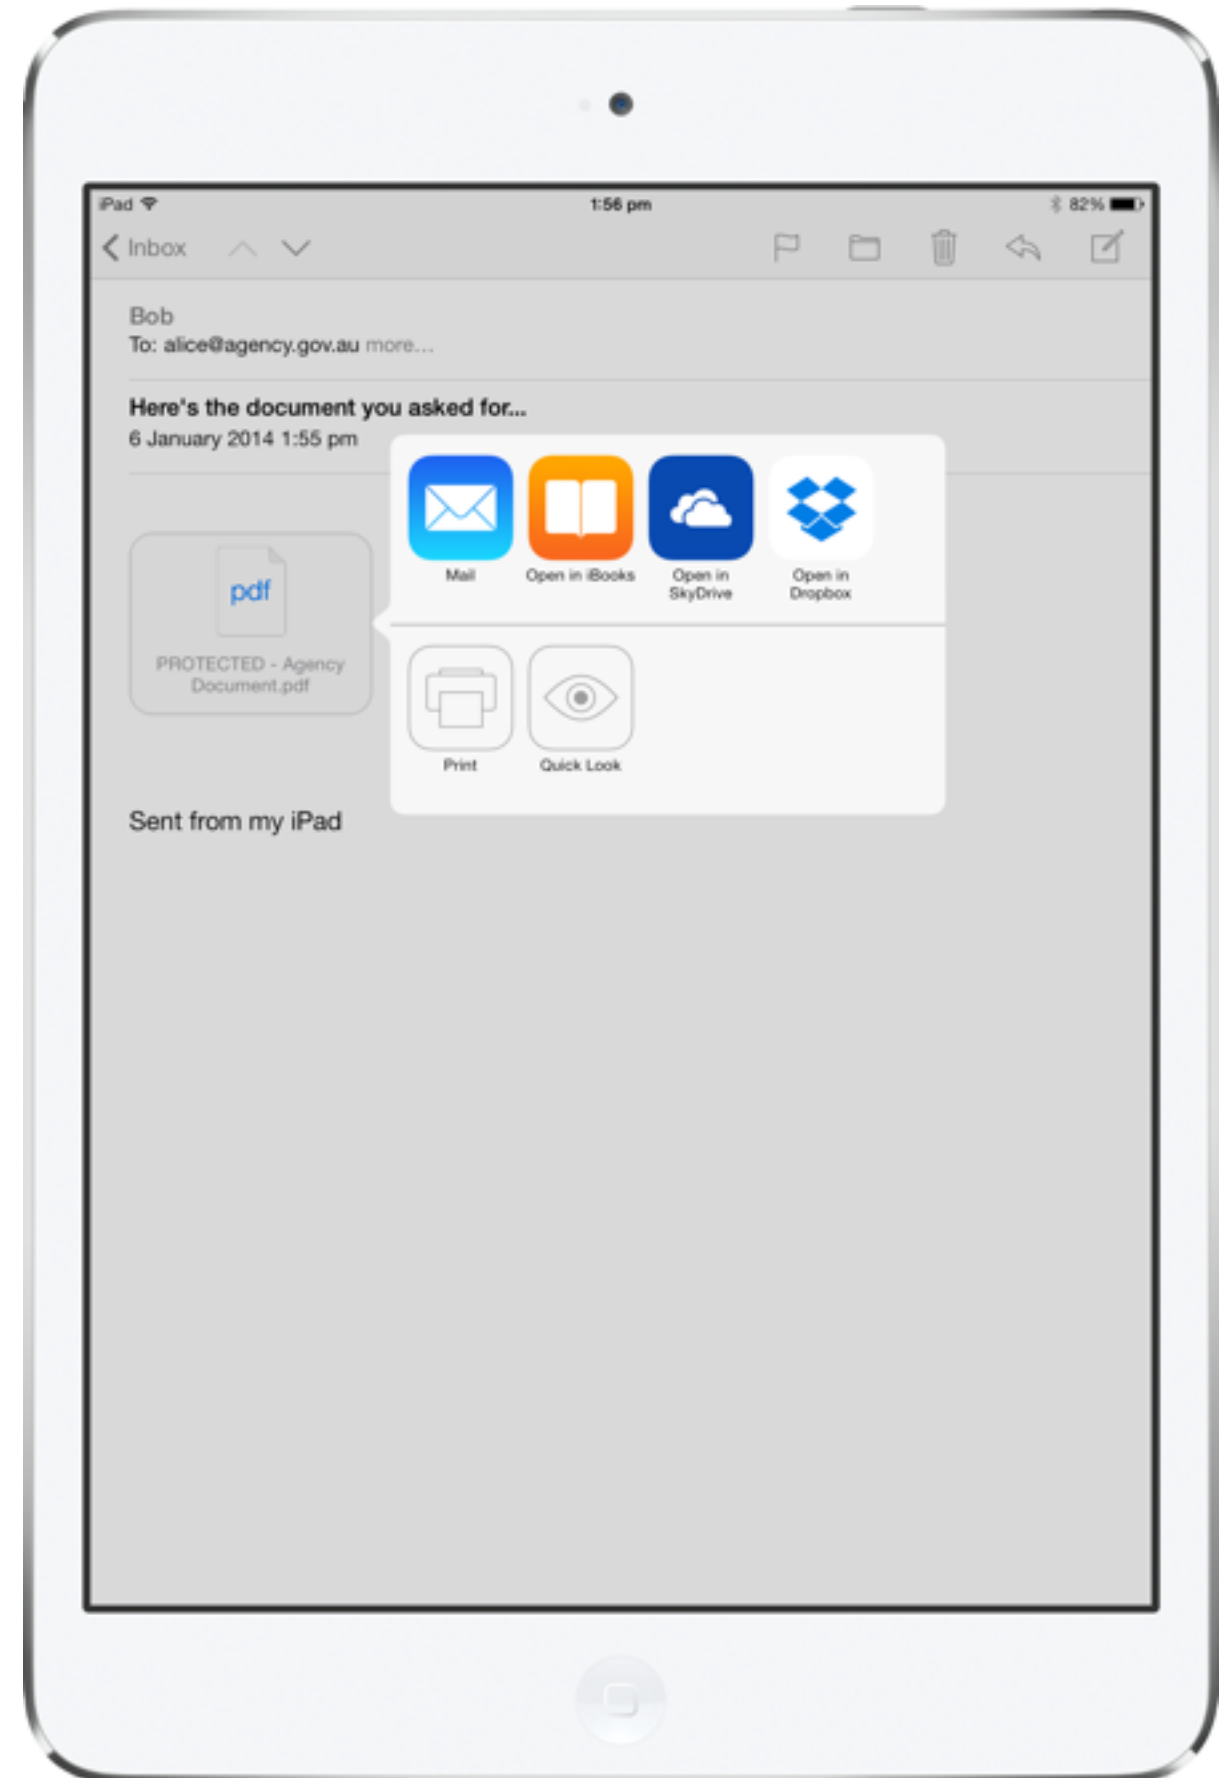 iPad 1:56 pm 82%
Inbox
Bob
To: alice@agency.gov.au more...
Here's the document you asked for...
6 January 2014 1:55 pm
pdf
PROTECTED - Agency
Document.pdf
Mail
Open in iBooks
Open in
SkyDrive
Open in
Dropbox
Print
Quick Look
Sent from my iPad